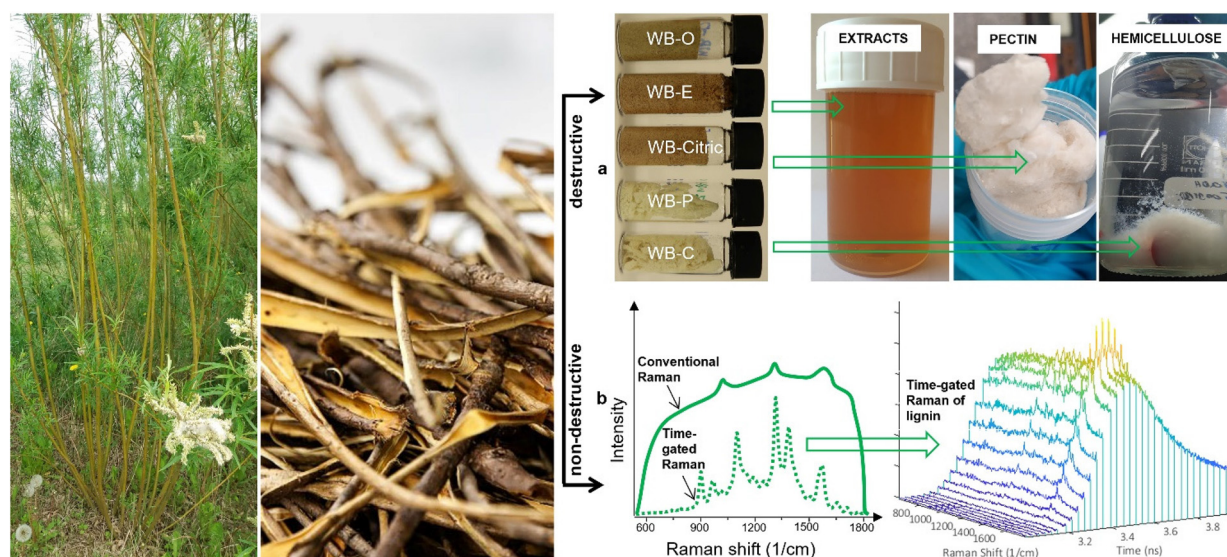 destructive
non-destructive
a
WB-O
WB-E
WB-Citric
WB-P
WB-C
EXTRACTS
PECTIN
HEMICELLULOSE
b
Intensity
Conventional
Raman
Time-
gated
Raman
600
900
1200
1500
1800
Raman shift (1/cm)
Time-gated
Raman of
lignin
800
1000
1200
1400
1600
Raman Shift (1/cm)
3.2
3.4
3.6
3.8
Time (ns)